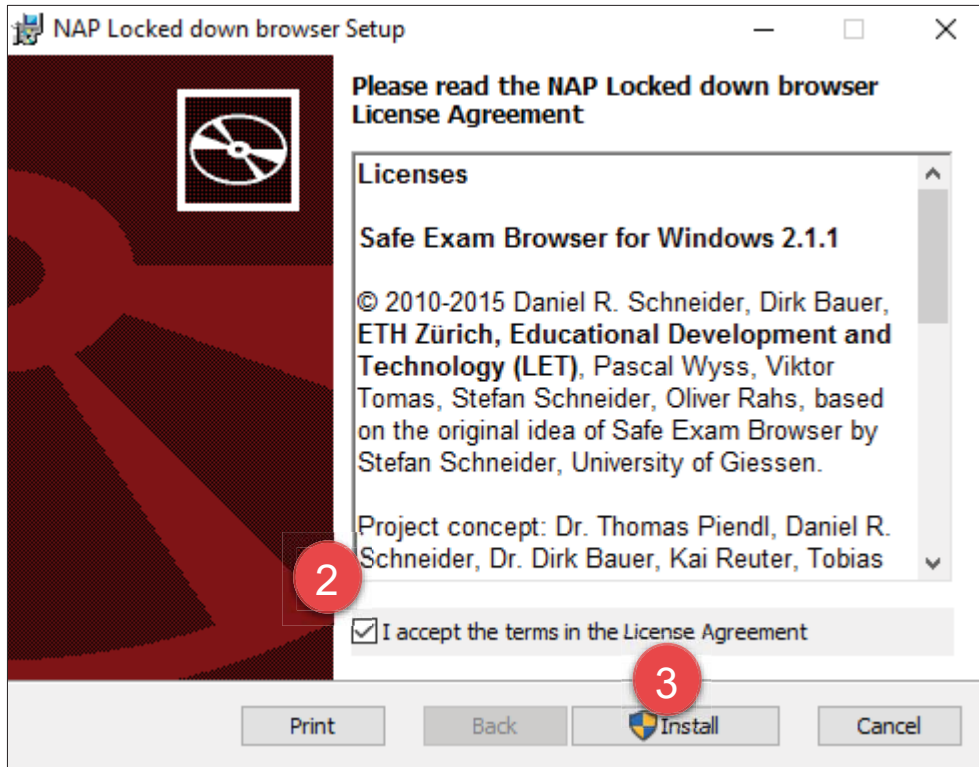 NAP Locked down browser Setup
Please read the NAP Locked down browser
License Agreement
Licenses
Safe Exam Browser for Windows 2.1.1
© 2010-2015 Daniel R. Schneider, Dirk Bauer,
ETH Zürich, Educational Development and
Technology (LET), Pascal Wyss, Viktor
Tomas, Stefan Schneider, Oliver Rahs, based
on the original idea of Safe Exam Browser by
Stefan Schneider, University of Giessen.
Project concept: Dr. Thomas Piendl, Daniel R.
Schneider, Dr. Dirk Bauer, Kai Reuter, Tobias
2
I accept the terms in the License Agreement
3
Print Back Install Cancel